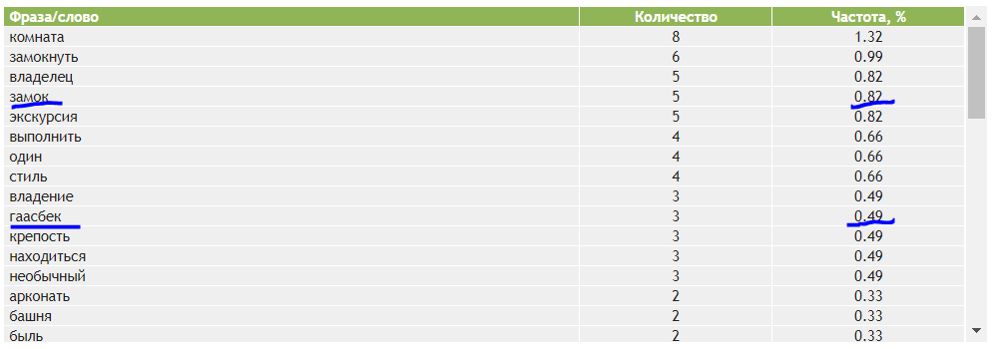 Фраза/слово Количество Частота, %
комната 8 1.32
замокнуть 6 0.99
владелец 5 0.82
замок 5 0.82
экскурсия 5 0.82
выполнить 4 0.66
один 4 0.66
стиль 4 0.66
владение 3 0.49
гаасбек 3 0.49
крепость 3 0.49
находиться 3 0.49
необычный 3 0.49
арконать 2 0.33
башня 2 0.33
быль 2 0.33